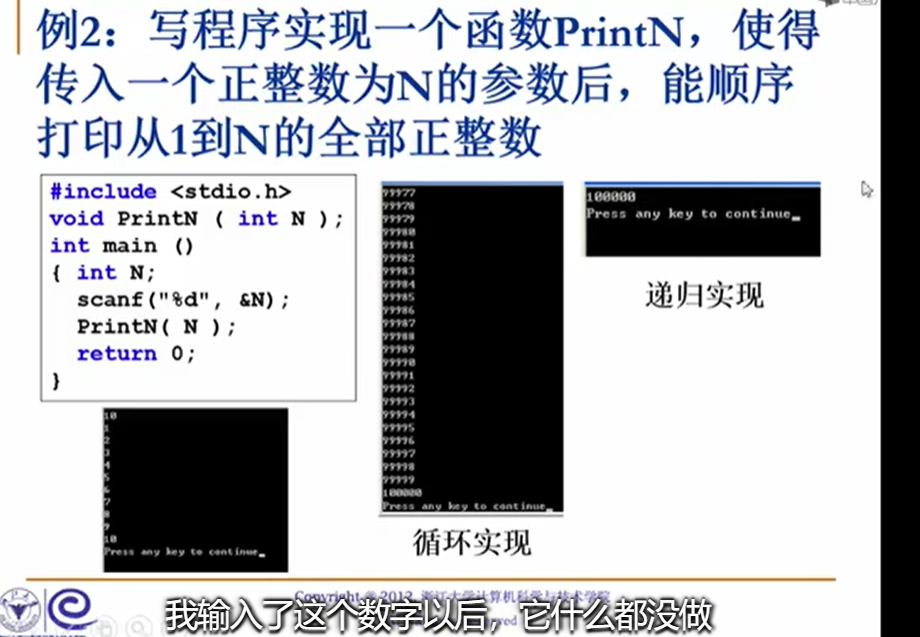 例2：写程序实现一个函数PrintN，使得
传入一个正整数为N的参数后，能顺序
打印从1到N的全部正整数
#include <stdio.h>
void PrintN ( int N );
int main ()
{ int N;
scanf("%d", &N);
PrintN( N );
return 0;
}
10
1
2
3
4
5
6
7
8
9
10
Press any key to continue_
99977
99978
99979
99980
99981
99982
99983
99984
99985
99986
99987
99988
99989
99990
99991
99992
99993
99994
99995
99996
99997
99998
99999
100000
Press any key to continue_
循环实现
100000
Press any key to continue_
递归实现
Copyright © 2012, 浙江大学计算机科学与技术学院
我输入了这个数字以后，它什么都没做